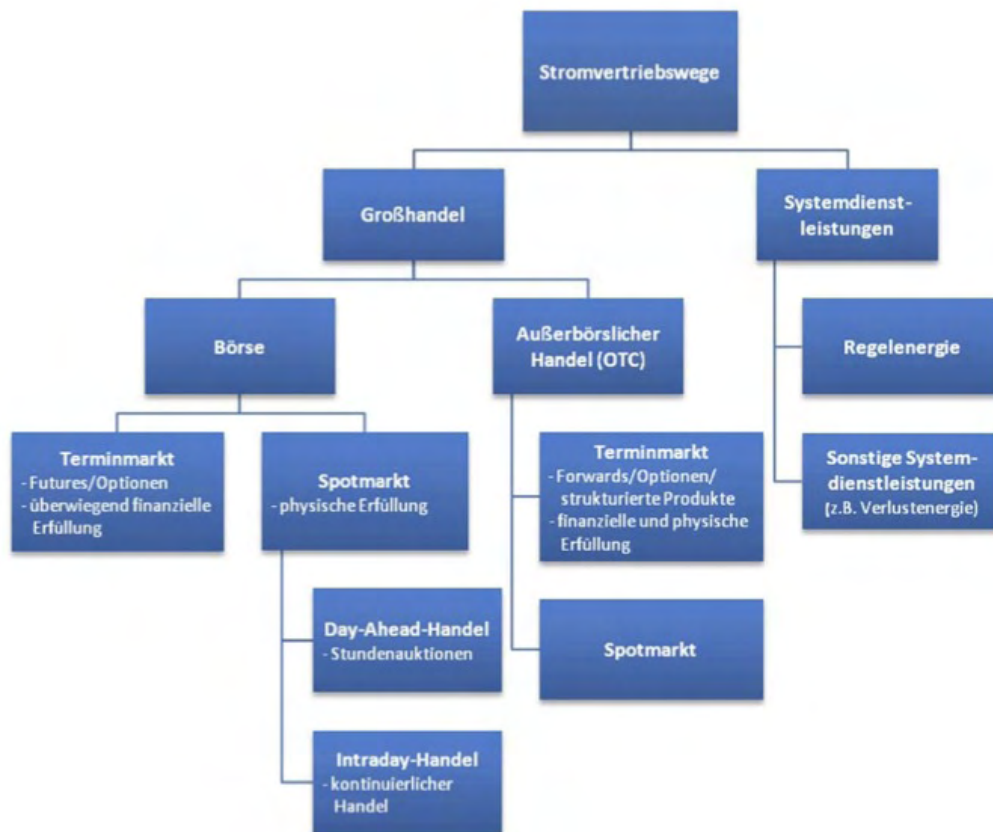 Stromvertriebswege
Großhandel
Systemdienst-
leistungen
Börse
Außerbörslicher
Handel (OTC)
Regelenergie
Terminmarkt
- Futures/Optionen
- überwiegend finanzielle
Erfüllung
Spotmarkt
- physische Erfüllung
Terminmarkt
- Forwards/Optionen/
strukturierte Produkte
- finanzielle und physische
Erfüllung
Sonstige System-
dienstleistungen
(z.B. Verlustenergie)
Day-Ahead-Handel
- Stundenauktionen
Spotmarkt
Intraday-Handel
- kontinuierlicher
Handel